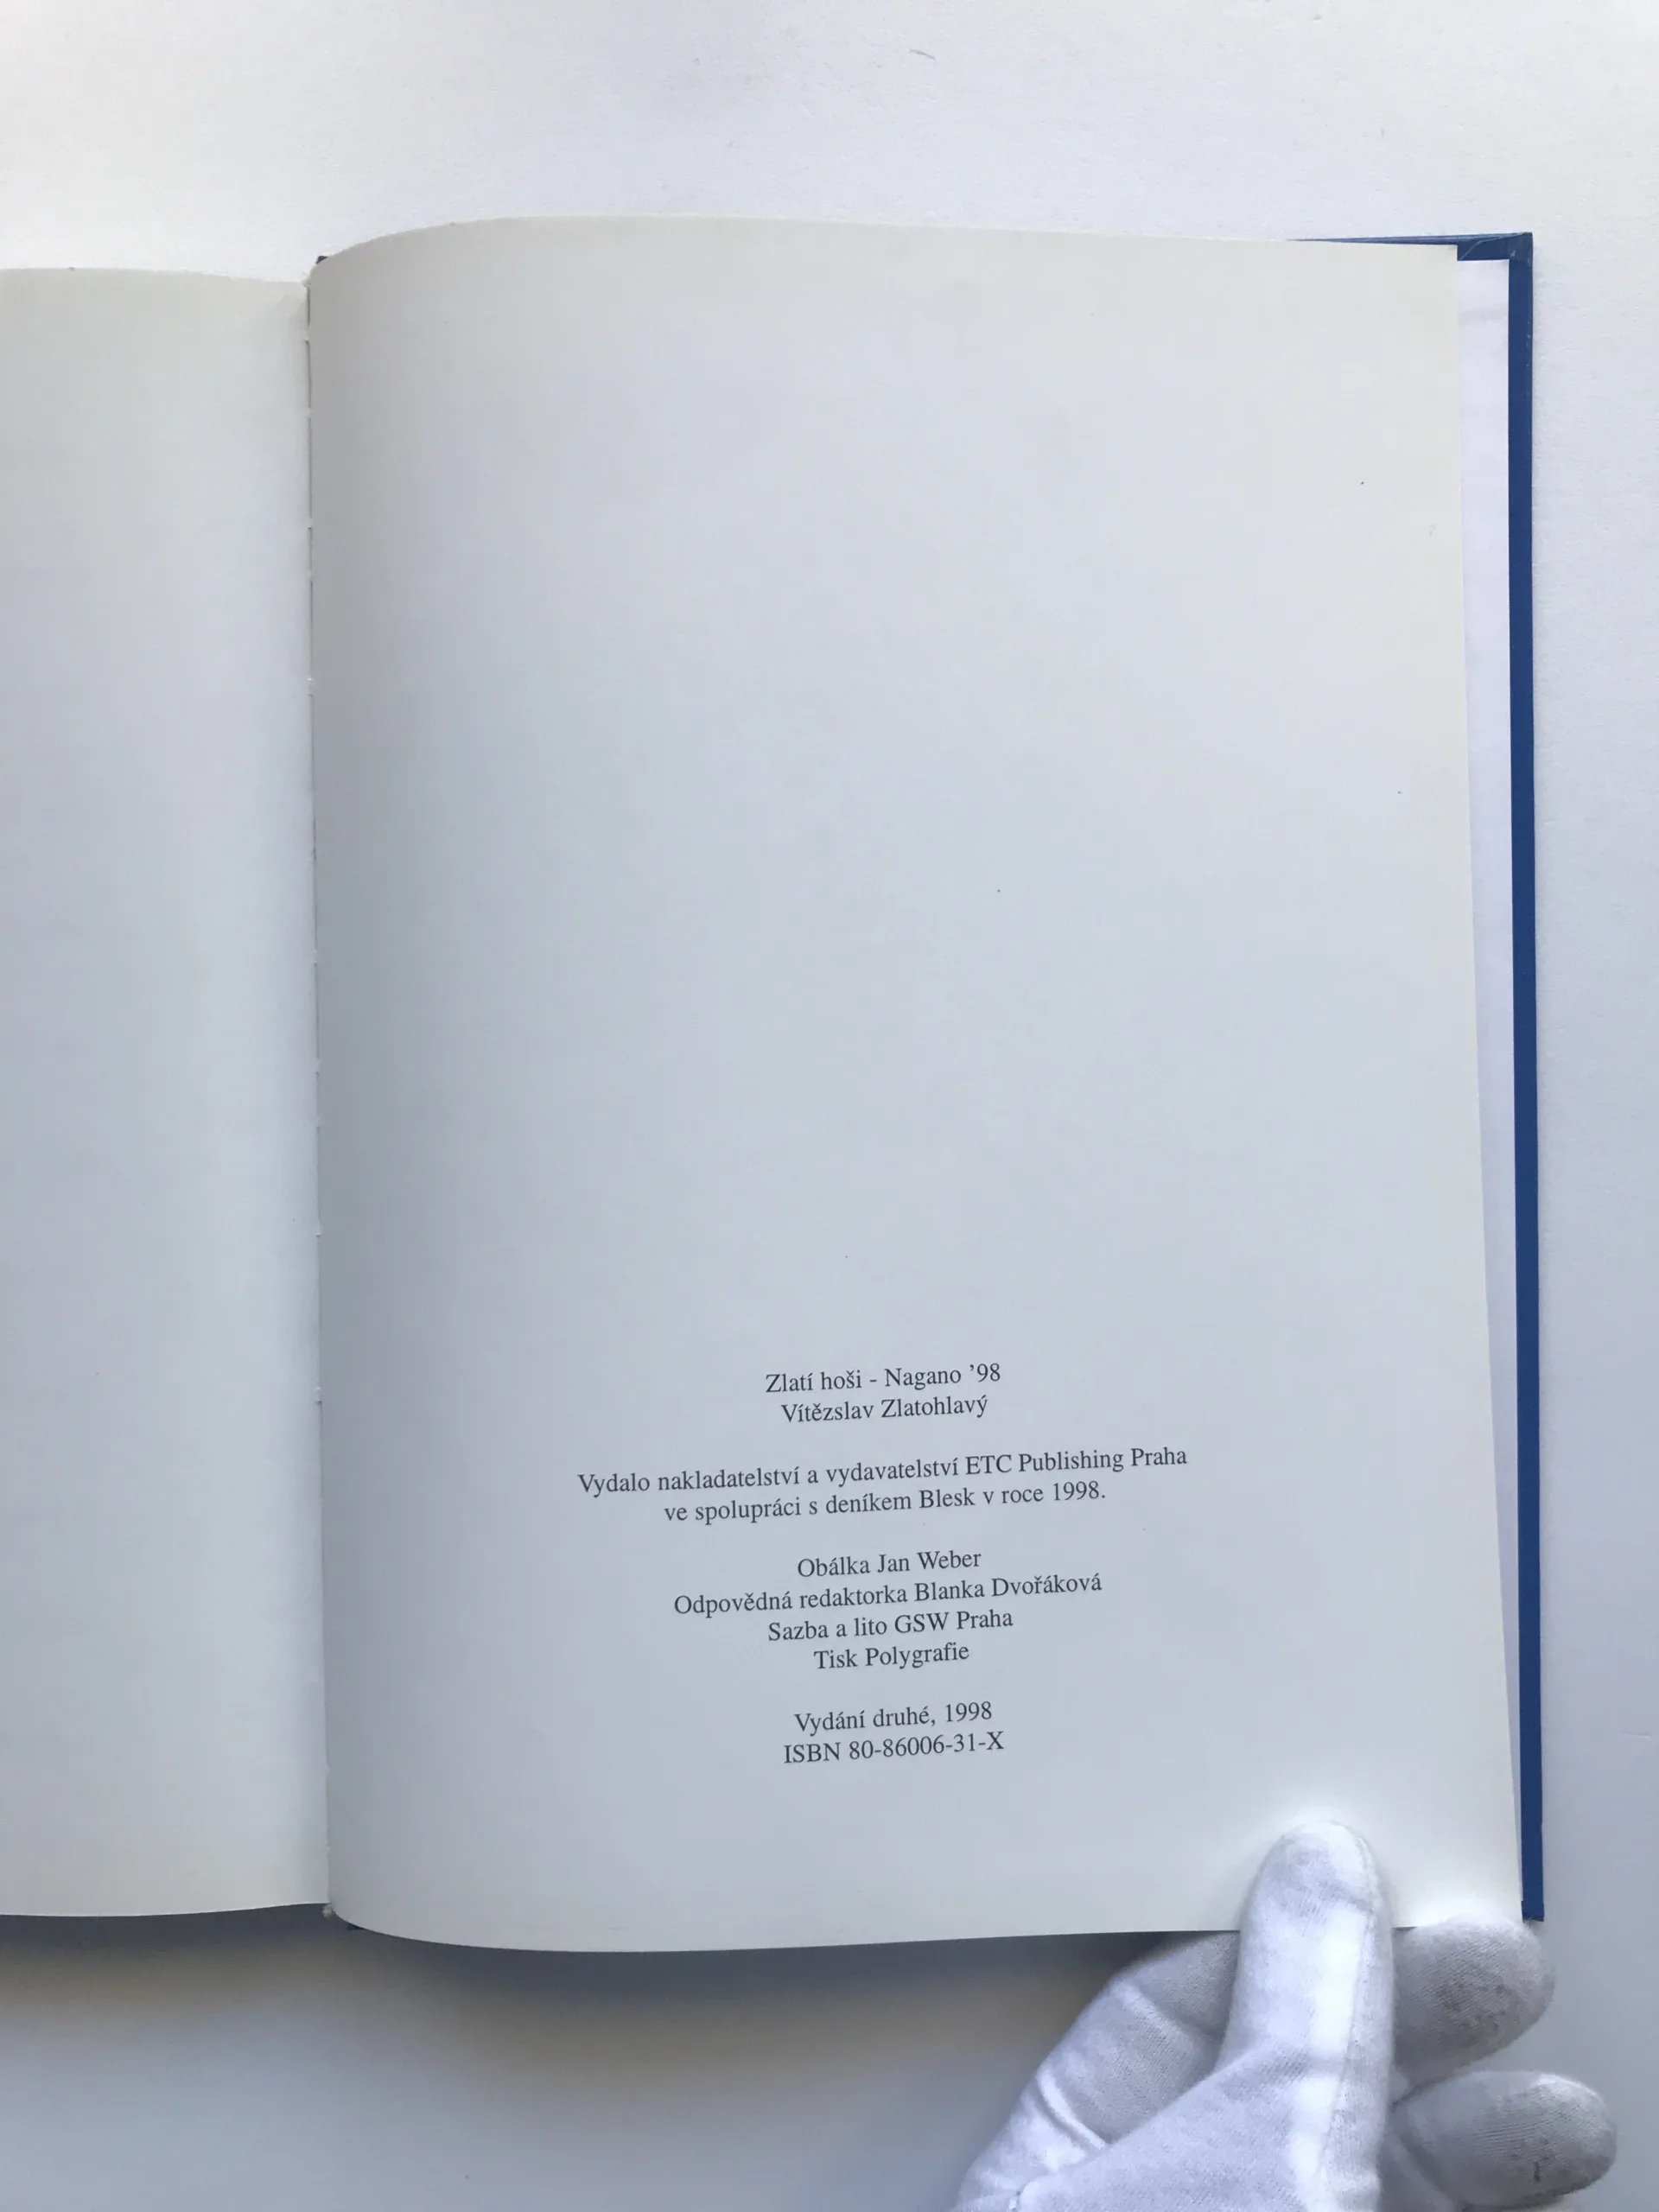 Zlatí hoši - Nagano ’98
Vítězslav Zlatohlavý
Vydalo nakladatelství a vydavatelství ETC Publishing Praha
ve spolupráci s deníkem Blesk v roce 1998.
Obálka Jan Weber
Odpovědná redaktorka Blanka Dvořáková
Sazba a lito GSW Praha
Tisk Polygrafie
Vydání druhé, 1998
ISBN 80-86006-31-X